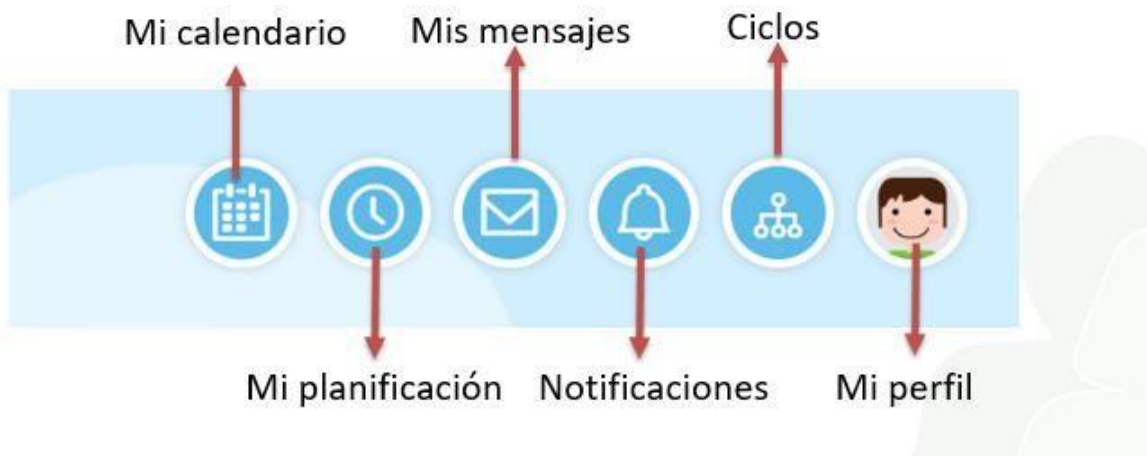 Mi calendario
Mis mensajes
Ciclos
Mi planificación
Notificaciones
Mi perfil